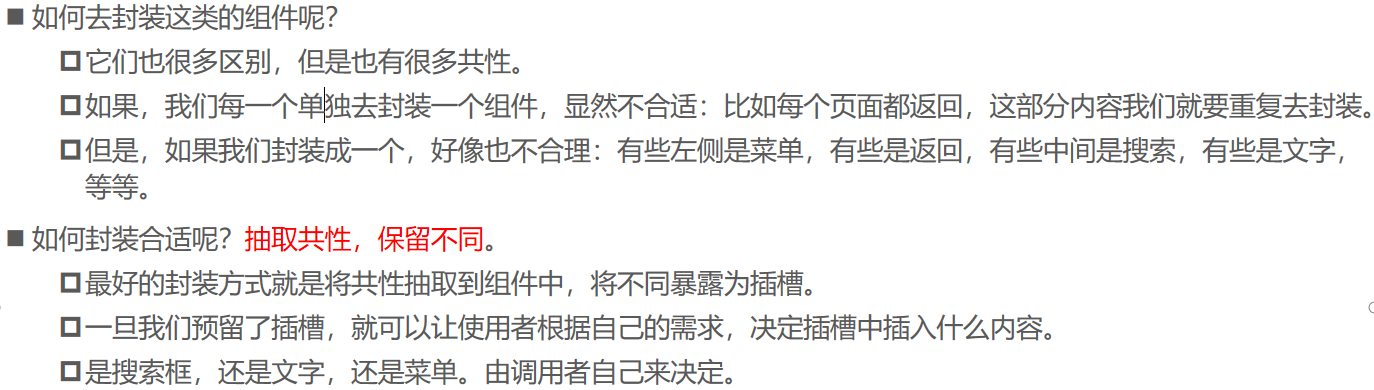 ■ 如何去封装这类的组件呢？
它们也很多区别，但是也有很多共性。
如果，我们每一个单独去封装一个组件，显然不合适：比如每个页面都返回，这部分内容我们就要重复去封装。
但是，如果我们封装成一个，好像也不合理：有些左侧是菜单，有些是返回，有些中间是搜索，有些是文字，
等等。
■ 如何封装合适呢？抽取共性，保留不同。
最好的封装方式就是将共性抽取到组件中，将不同暴露为插槽。
一旦我们预留了插槽，就可以让使用者根据自己的需求，决定插槽中插入什么内容。
是搜索框，还是文字，还是菜单。由调用者自己来决定。